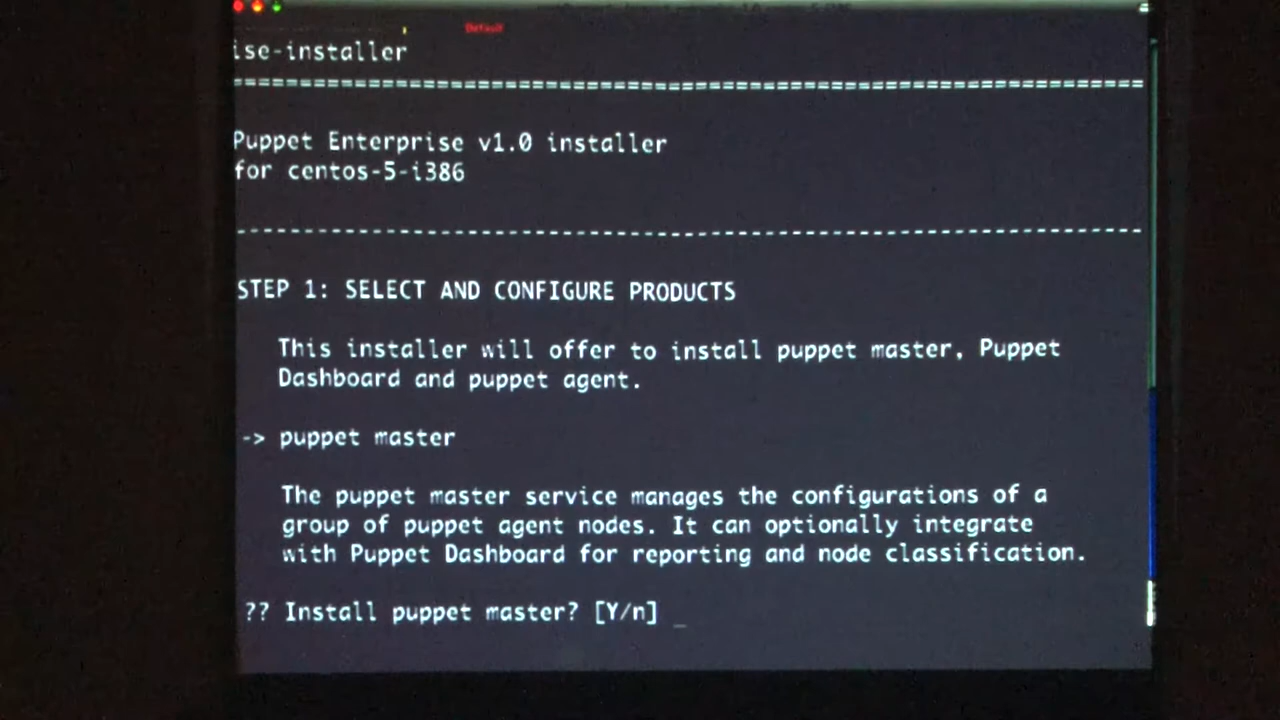 Default
ise-installer
===========================================================================
Puppet Enterprise v1.0 installer
for centos-5-i386
---------------------------------------------------------------------------
STEP 1: SELECT AND CONFIGURE PRODUCTS
This installer will offer to install puppet master, Puppet
Dashboard and puppet agent.
-> puppet master
The puppet master service manages the configurations of a
group of puppet agent nodes. It can optionally integrate
with Puppet Dashboard for reporting and node classification.
?? Install puppet master? [Y/n] _